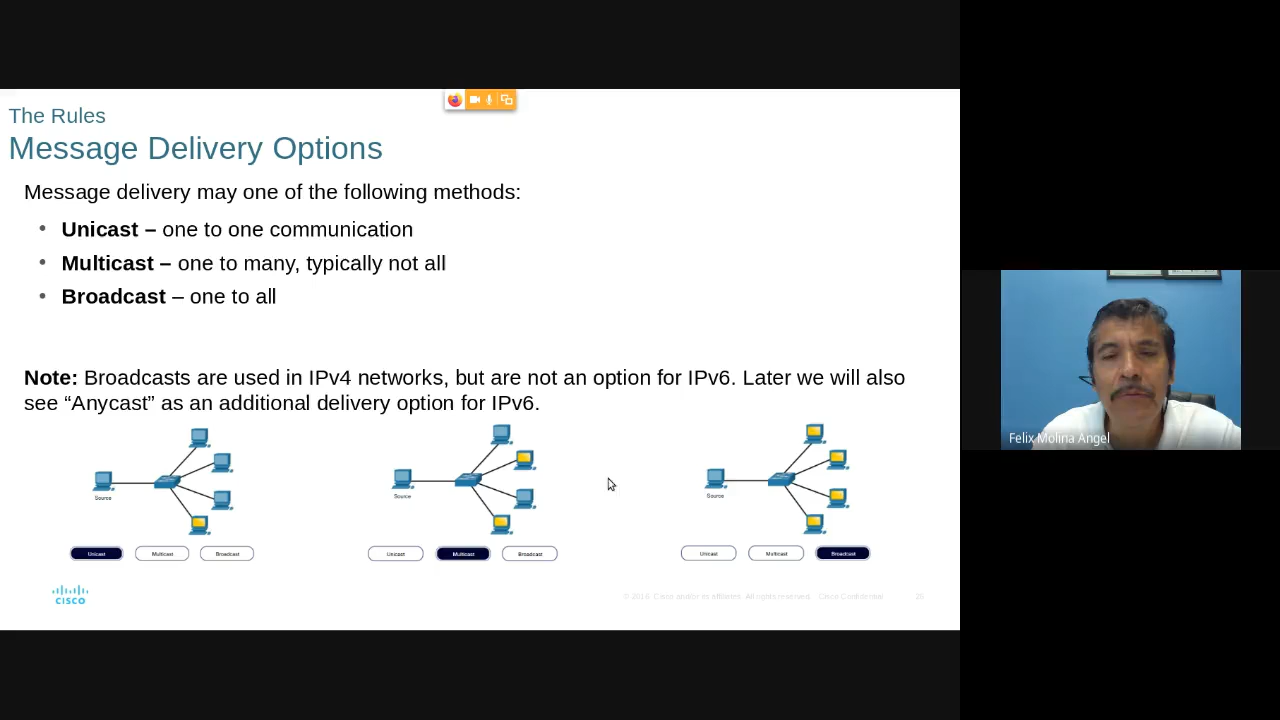 The Rules
Message Delivery Options
Message delivery may one of the following methods:
• Unicast – one to one communication
• Multicast – one to many, typically not all
• Broadcast – one to all
Note: Broadcasts are used in IPv4 networks, but are not an option for IPv6. Later we will also
see “Anycast” as an additional delivery option for IPv6.
Source
Source
Source
Unicast Multicast Broadcast
Unicast Multicast Broadcast
Unicast Multicast Broadcast
CISCO
© 2016 Cisco and/or its affiliates. All rights reserved. Cisco Confidential
Felix Molina Angel